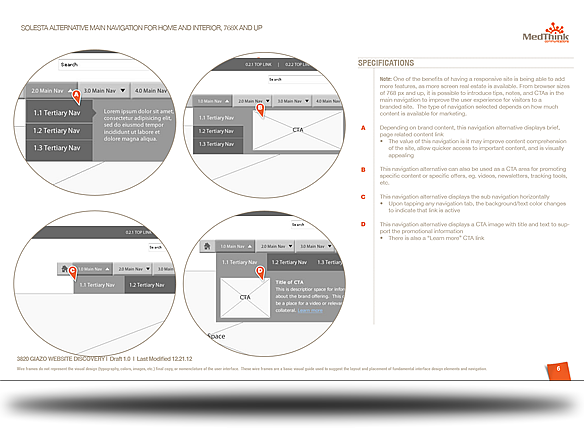 SOLESTA ALTERNATIVE MAIN NAVIGATION FOR HOME AND INTERIOR, 768X AND UP
MedThink
COMMUNICATIONS
Search
0.2.1 TOP LINK
2.0 Main Nav
3.0 Main Nav
4.0 Main Nav
A
1.1 Tertiary Nav
1.2 Tertiary Nav
1.3 Tertiary Nav
Lorem ipsum dolor sit amet,
consectetur adipisicing elit,
sed do eiusmod tempor
incididunt ut labore et
dolore magna aliqua.
0.2.1 TOP LINK
Search
1.0 Main Nav
2.0 Main Nav
3.0 Main Nav
4.0 Main Nav
B
1.1 Tertiary Nav
1.2 Tertiary Nav
1.3 Tertiary Nav
CTA
0.2.1 TOP LINK
Search
1.0 Main Nav
2.0 Main Nav
3.0 Main Nav
C
1.1 Tertiary Nav
1.2 Tertiary Nav
0.2.1 TOP LINK
Search
1.0 Main Nav
2.0 Main Nav
3.0 Main Nav
1.1 Tertiary Nav
1.2 Tertiary Nav
1.3 Tertiary
D
CTA
Title of CTA
This is descriptor space for infor
about the brand offering. This
be a place for a video or relevan
collateral. Learn more
Space
SPECIFICATIONS
Note: One of the benefits of having a responsive site is being able to add
more features, as more screen real estate is available. From browser sizes
of 768 px and up, it is possible to introduce tips, notes, and CTAs in the
main navigation to improve the user experience for visitors to a
branded site. The type of navigation selected depends on how much
content is available for marketing.
A Depending on brand content, this navigation alternative displays brief,
page related content link
• The value of this navigation is it may improve content comprehension
of the site, allow quicker access to important content, and is visually
appealing
B This navigation alternative can also be used as a CTA area for promoting
specific content or specific offers, eg. videos, newsletters, tracking tools,
etc.
C This navigation alternative displays the sub navigation horizontally
• Upon tapping any navigation tab, the background/text color changes
to indicate that link is active
D This navigation alternative displays a CTA image with title and text to sup-
port the promotional information
• There is also a "Learn more" CTA link
3820 GIAZO WEBSITE DISCOVERY I Draft 1.0 I Last Modified 12.21.12
Wire frames do not represent the visual design (typography, colors, images, etc.) final copy, or nomenclature of the user interface. These wire frames are a basic visual guide used to suggest the layout and placement of fundamental interface design elements and navigation.
6